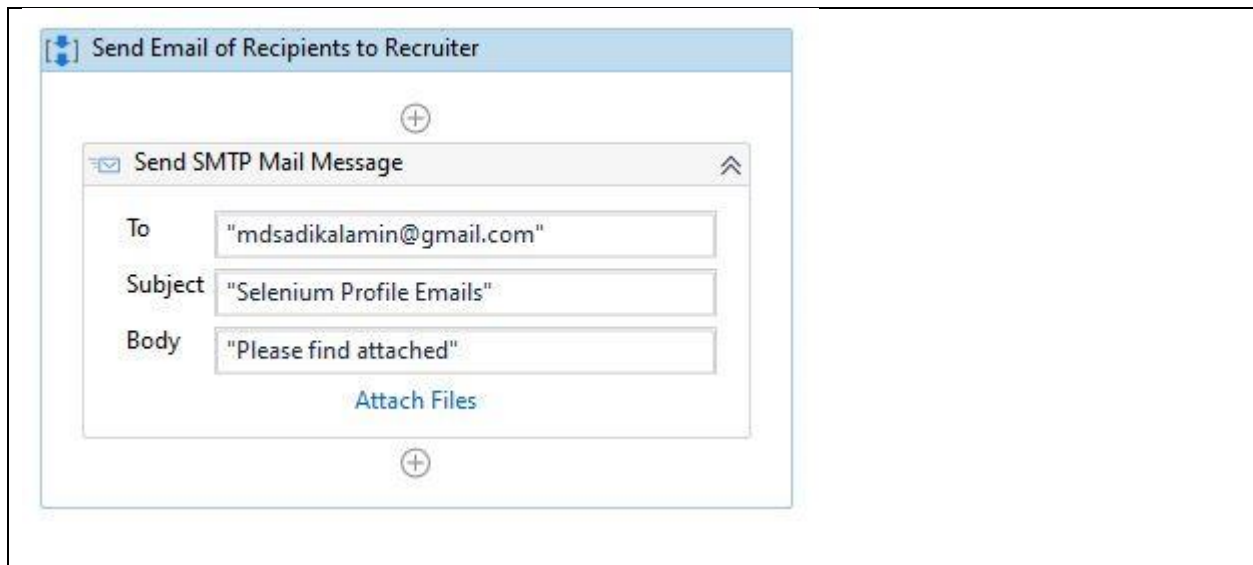 Send Email of Recipients to Recruiter
Send SMTP Mail Message
To "mdsadikalamin@gmail.com"
Subject "Selenium Profile Emails"
Body "Please find attached"
Attach Files